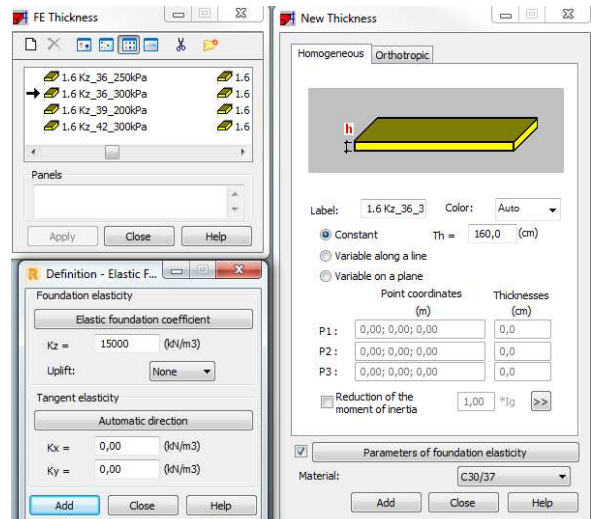 FE Thickness
1.6 Kz_36_250kPa 1.6
1.6 Kz_36_300kPa 1.6
1.6 Kz_39_200kPa 1.6
1.6 Kz_42_300kPa 1.6
Panels
Apply Close Help
Definition - Elastic F...
Foundation elasticity
Elastic foundation coefficient
Kz = 15000 (kN/m3)
Uplift: None
Tangent elasticity
Automatic direction
Kx = 0,00 (kN/m3)
Ky = 0,00 (kN/m3)
Add Close Help
New Thickness
Homogeneous Orthotropic
h
Label: 1.6 Kz_36_3 Color: Auto
Constant Th = 160,0 (cm)
Variable along a line
Variable on a plane
Point coordinates Thicknesses
(m) (cm)
P1: 0,00; 0,00; 0,00 0,0
P2: 0,00; 0,00; 0,00 0,0
P3: 0,00; 0,00; 0,00 0,0
Reduction of the
moment of inertia 1,00 *Ig >>
Parameters of foundation elasticity
Material: C30/37
Add Close Help